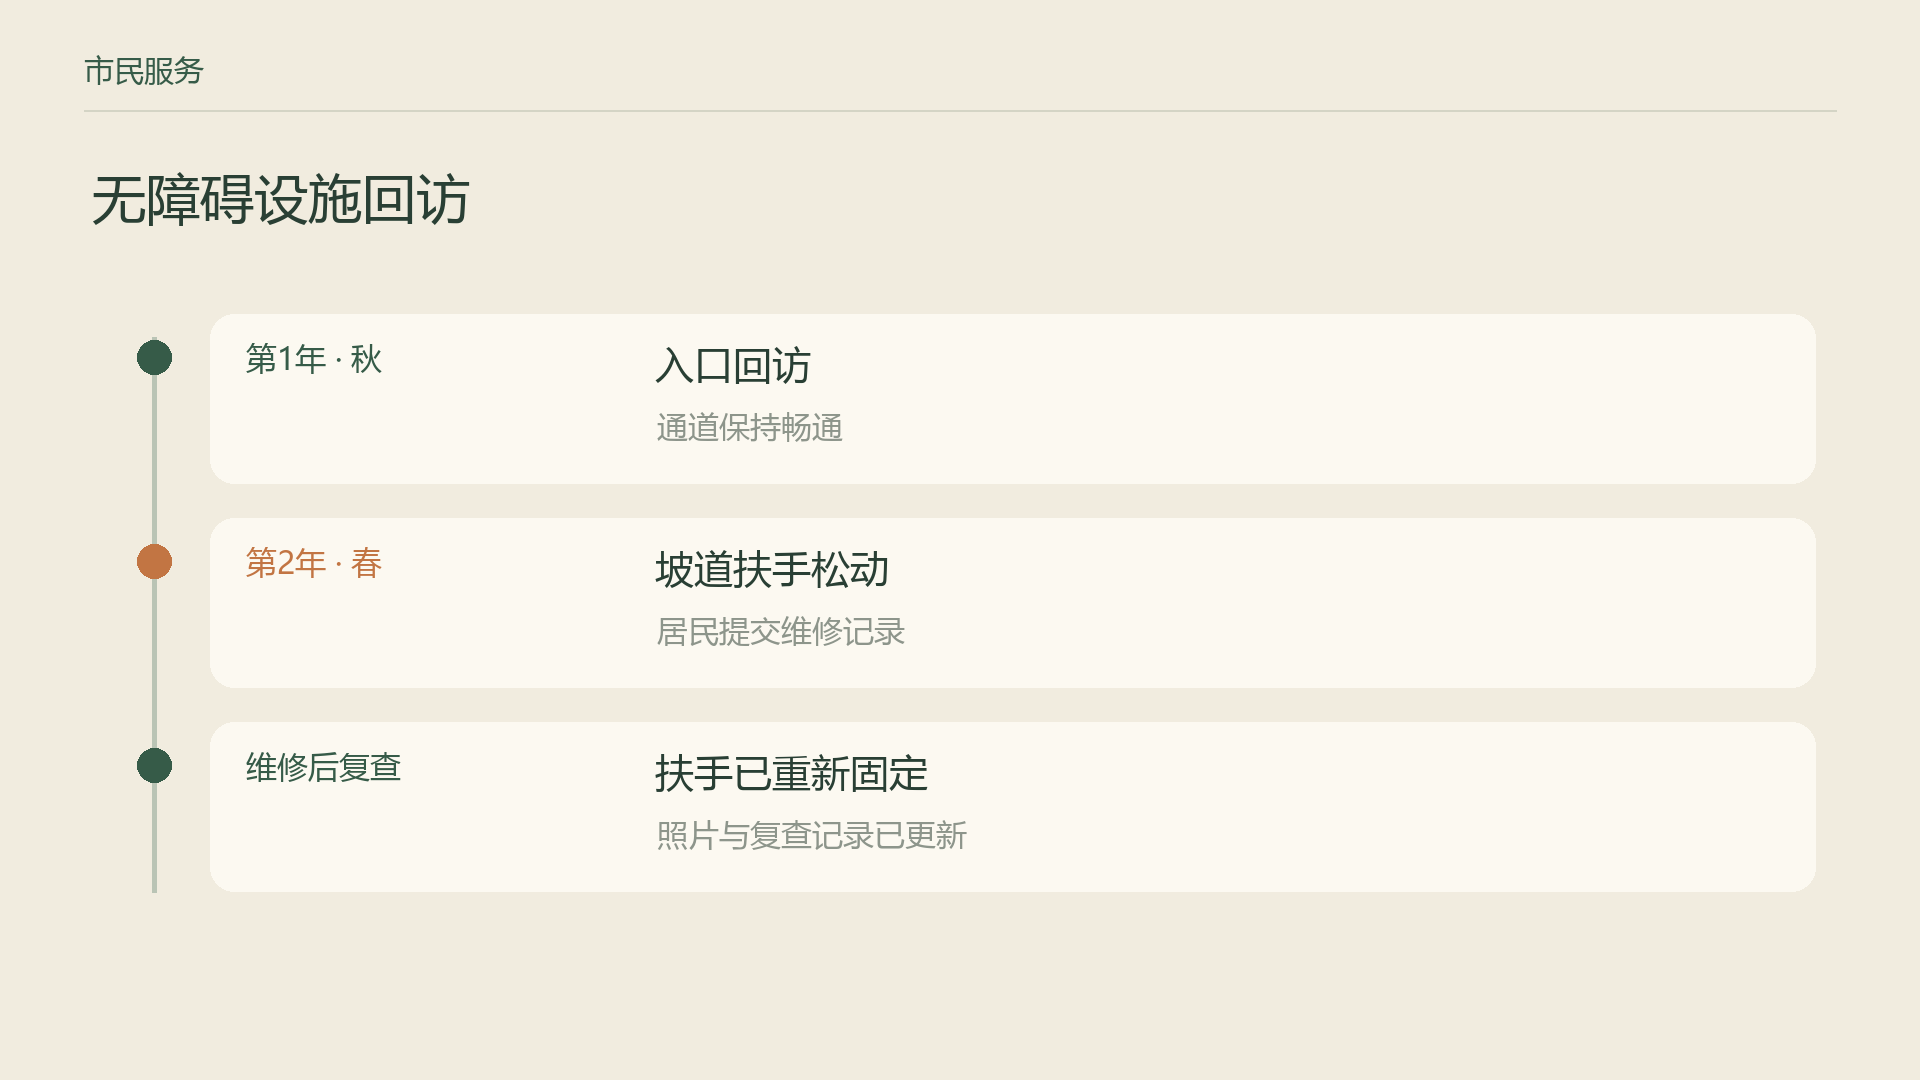 市民服务
无障碍设施回访
第1年 · 秋
入口回访
通道保持畅通
第2年 · 春
坡道扶手松动
居民提交维修记录
维修后复查
扶手已重新固定
照片与复查记录已更新